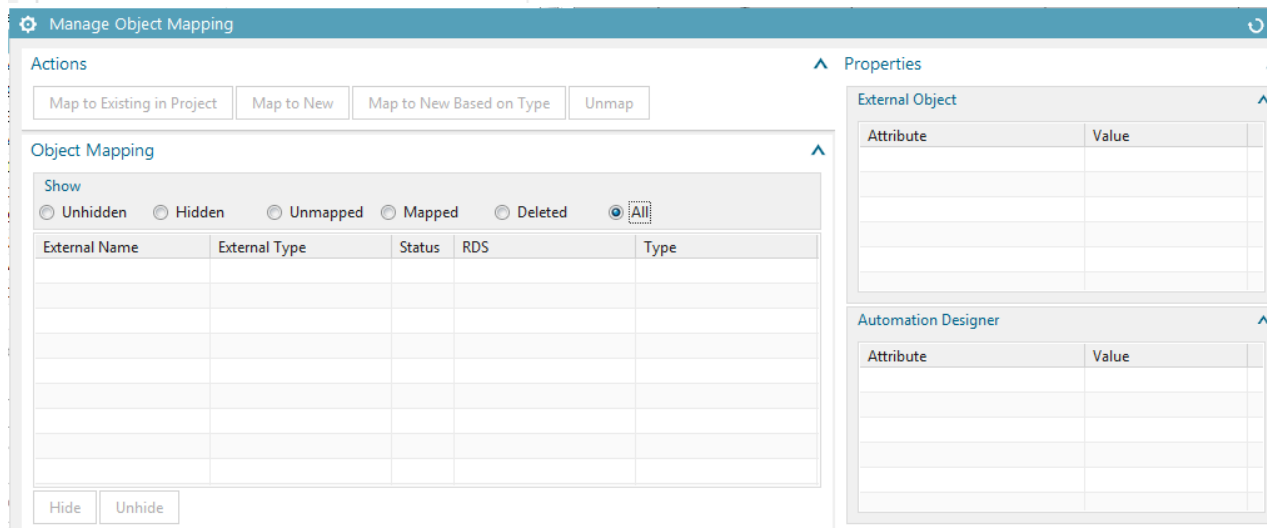 Manage Object Mapping
Actions
Map to Existing in Project Map to New Map to New Based on Type Unmap
Object Mapping
Show
Unhidden Hidden Unmapped Mapped Deleted All
External Name External Type Status RDS Type
Hide Unhide
Properties
External Object
Attribute Value
Automation Designer
Attribute Value